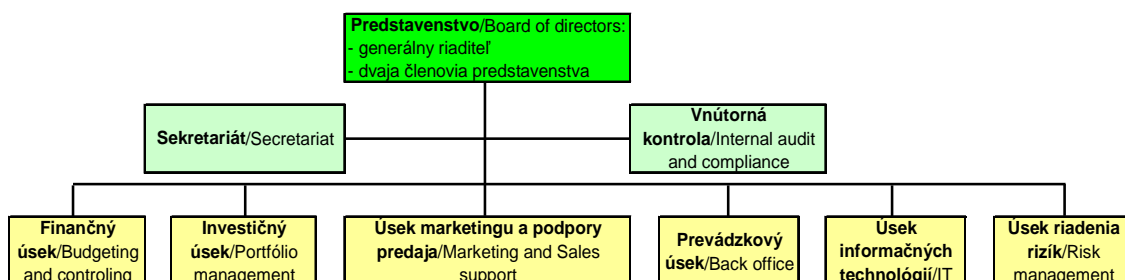 Predstavenstvo/Board of directors:
- generálny riaditeľ
- dvaja členovia predstavenstva
Sekretariát/Secretariat
Vnútorná
kontrola/Internal audit
and compliance
Finančný
úsek/Budgeting
and controling
Investičný
úsek/Portfólio
management
Úsek marketingu a podpory
predaja/Marketing and Sales
support
Prevádzkový
úsek/Back office
Úsek
informačných
technológií/IT
Úsek riadenia
rizík/Risk
management